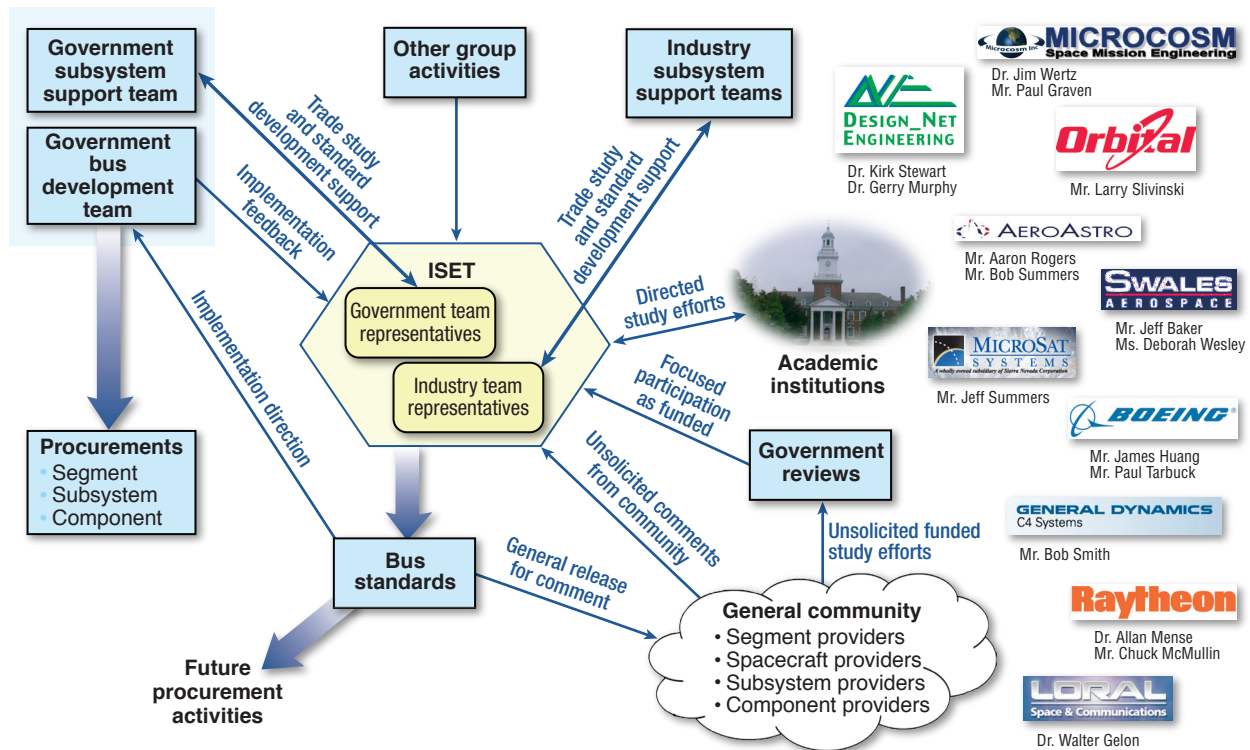 Government
subsystem
support team
Government
bus
development
team
Other group
activities
Industry
subsystem
support teams
Trade study
and standard
development support
Implementation
feedback
Trade study
and standard
development support
ISET
Government team
representatives
Industry team
representatives
Directed
study efforts
Academic
institutions
Focused
participation
as funded
Government
reviews
Implementation direction
Procurements
• Segment
• Subsystem
• Component
Unsolicited comments
from community
Unsolicited funded
study efforts
Bus
standards
General release
for comment
General community
• Segment providers
• Spacecraft providers
• Subsystem providers
• Component providers
Future
procurement
activities
Microcosm Inc
MICROCOSM
Space Mission Engineering
Dr. Jim Wertz
Mr. Paul Graven
DESIGN_NET
ENGINEERING
Dr. Kirk Stewart
Dr. Gerry Murphy
Orbital
Mr. Larry Slivinski
AEROASTRO
Mr. Aaron Rogers
Mr. Bob Summers
SWALES
AEROSPACE
Mr. Jeff Baker
Ms. Deborah Wesley
MICROSAT
SYSTEMS
A wholly owned subsidiary of Sierra Nevada Corporation
Mr. Jeff Summers
BOEING®
Mr. James Huang
Mr. Paul Tarbuck
GENERAL DYNAMICS
C4 Systems
Mr. Bob Smith
Raytheon
Dr. Allan Mense
Mr. Chuck McMullin
LORAL
Space & Communications
Dr. Walter Gelon